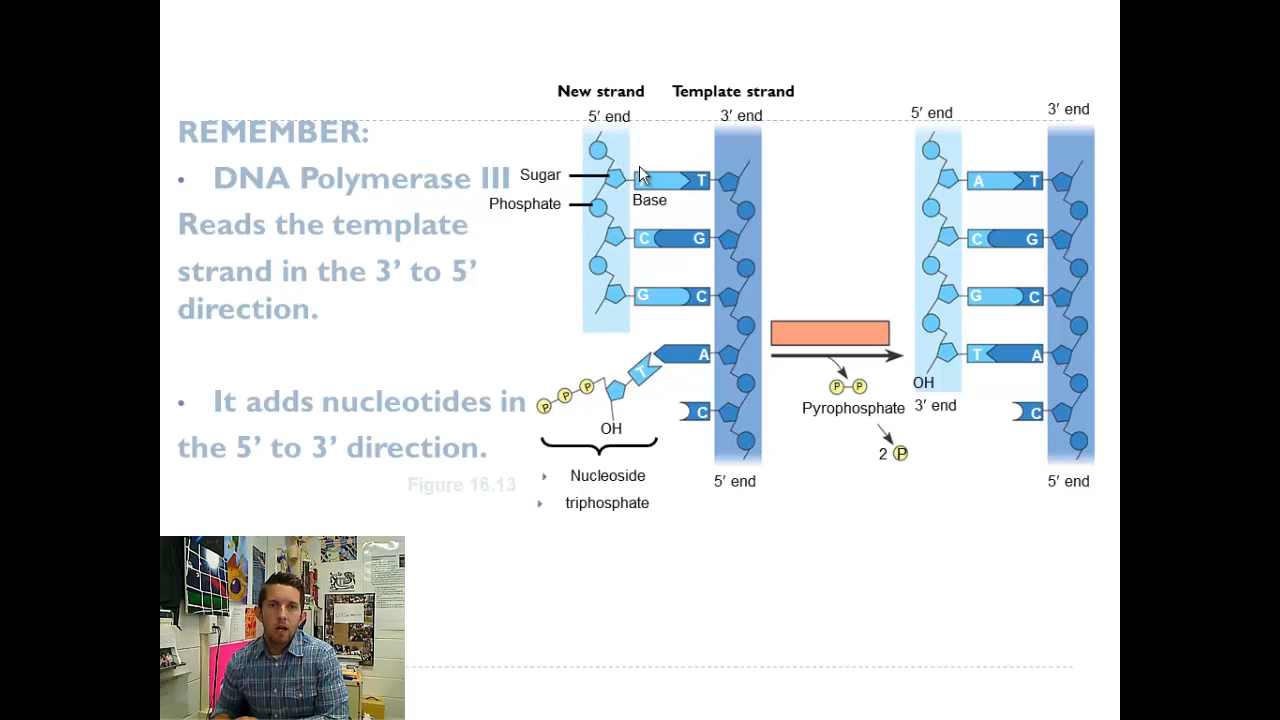 New strand
Template strand
5′ end
3′ end
5′ end
3′ end
REMEMBER:
• DNA Polymerase III
Reads the template
strand in the 3’ to 5’
direction.
• It adds nucleotides in
the 5’ to 3’ direction.
Figure 16.13
Sugar
Phosphate
Base
T
C G
G C
T A
C
P P P
OH
Nucleoside
triphosphate
5′ end
P P
Pyrophosphate
2 P
A T
C G
G C
T A
C
OH
3′ end
5′ end